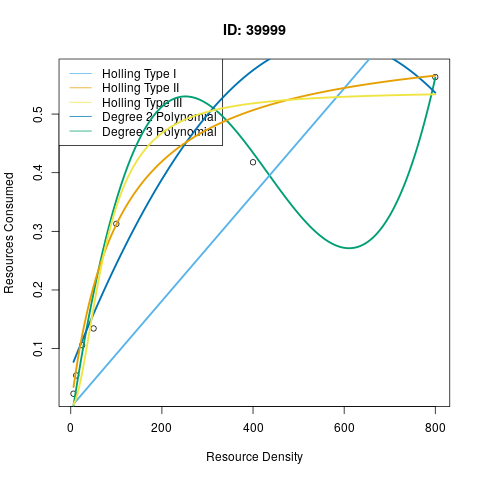 ID: 39999
Holling Type I
Holling Type II
Holling Type III
Degree 2 Polynomial
Degree 3 Polynomial
Resources Consumed
0.1
0.2
0.3
0.4
0.5
0
200
400
600
800
Resource Density